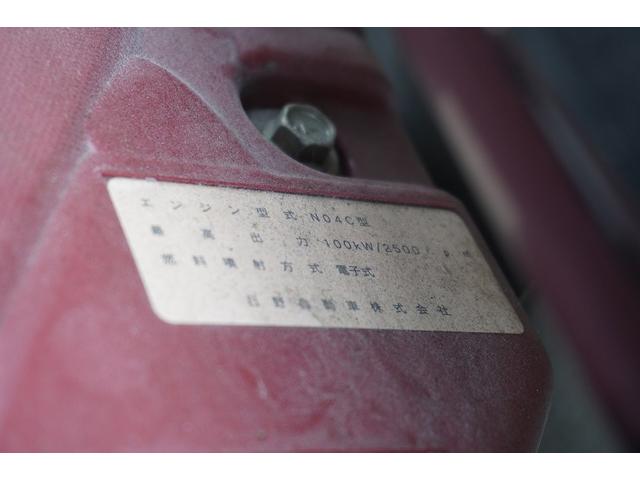 エンジン型式 N04C型
最高出力 100kW/2500
燃料噴射方式 電子式
日野自動車株式会社